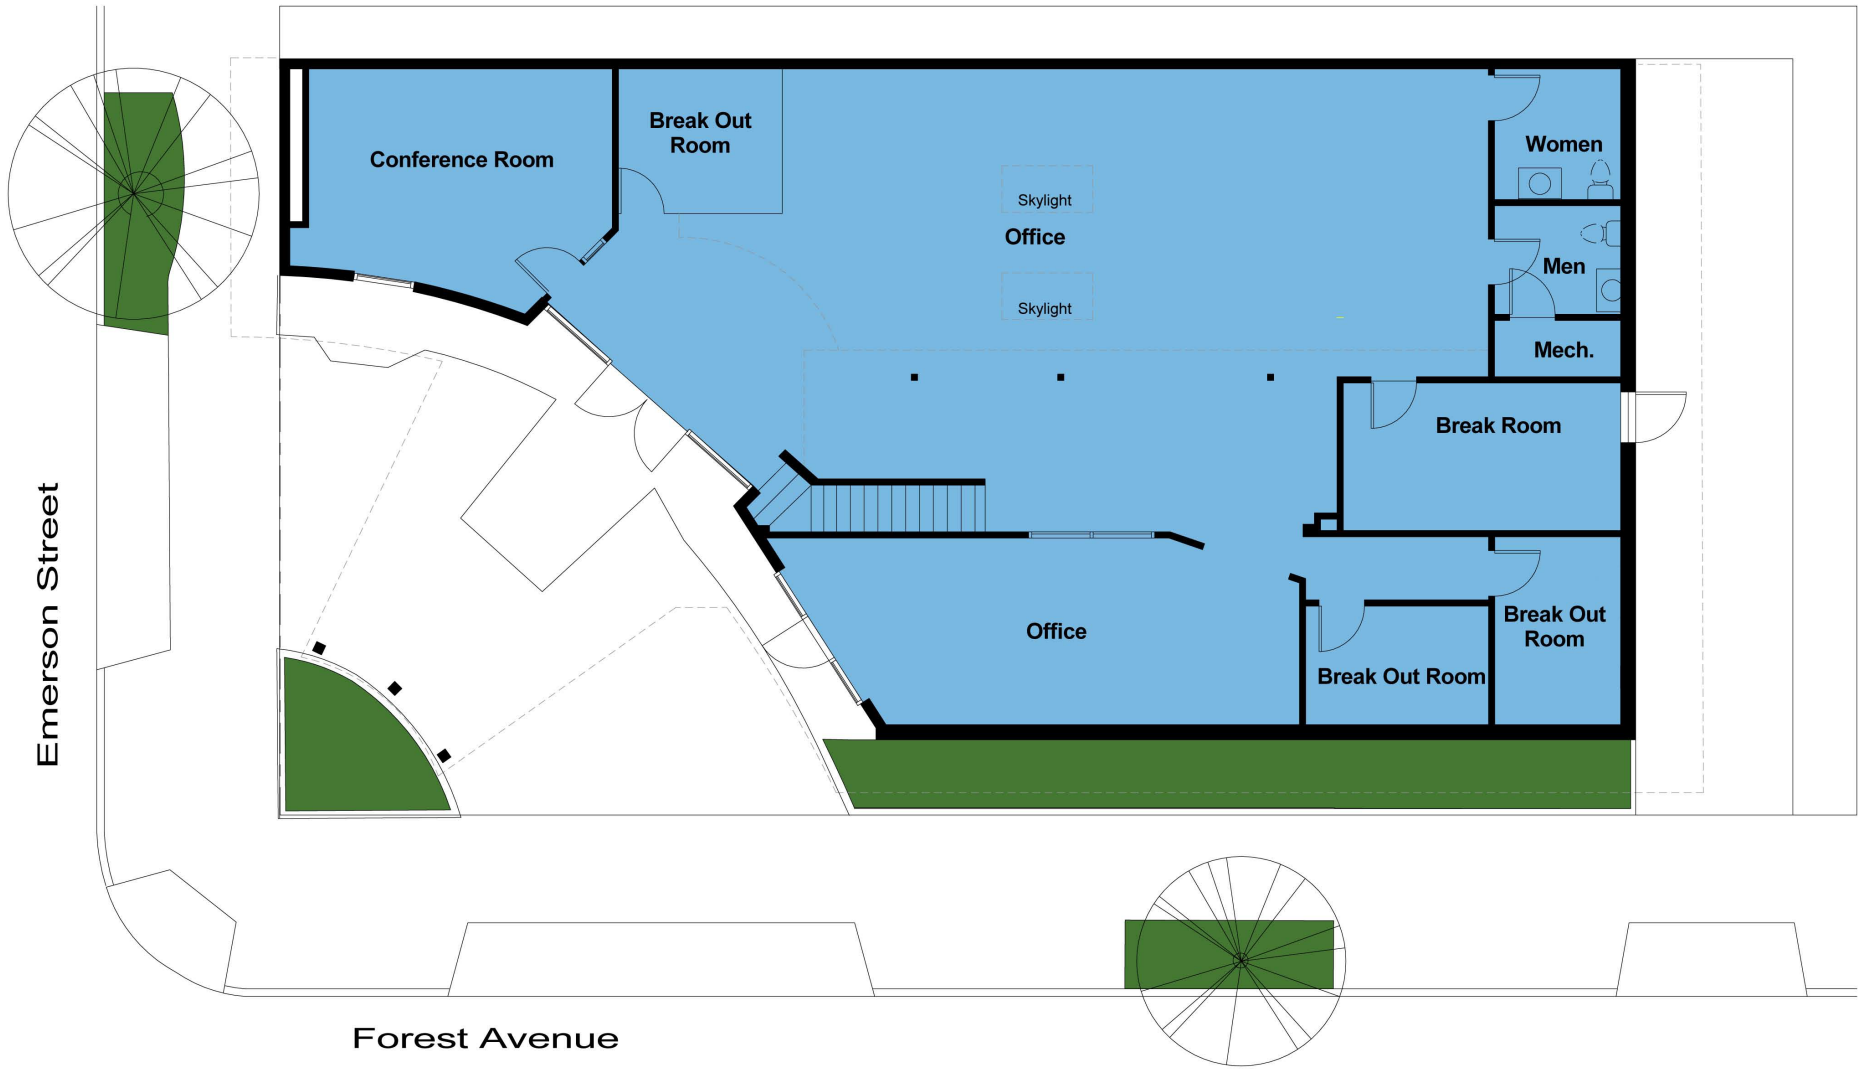 Break Out
Room
Conference Room
Women
Skylight
Office
Men
Skylight
Mech.
Break Room
Emerson Street
Break Out
Room
Office
Break Out Room
Forest Avenue